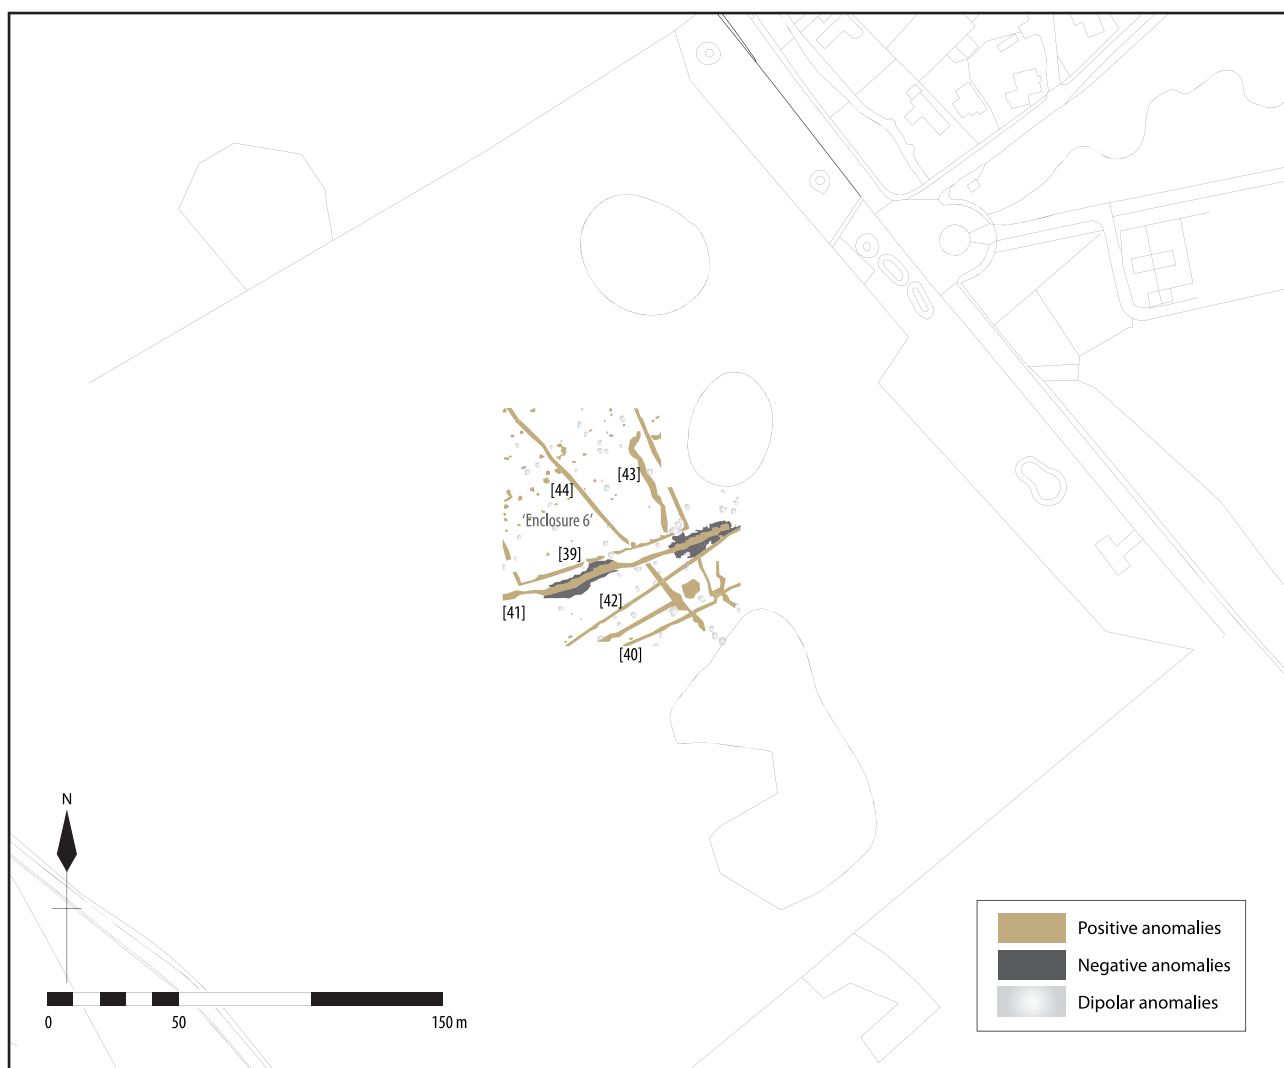 [43]
[44]
'Enclosure 6'
[39]
[42]
[41]
[40]
N
0 50 150 m
Positive anomalies
Negative anomalies
Dipolar anomalies